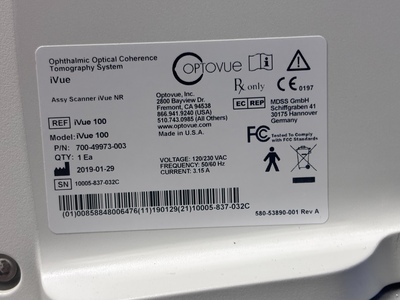 Ophthalmic Optical Coherence
Tomography System
iVue
Assy Scanner iVue NR
REF iVue 100
Model: iVue 100
P/N: 700-49973-003
QTY: 1 Ea
2019-01-29
SN 10005-837-032C
OPTOVUE
Optovue, Inc.
2800 Bayview Dr.
Fremont, CA 94538
866.941.9240 (USA)
510.743.0985 (All Others)
www.optovue.com
Made in U.S.A.
Rx only
CE 0197
EC REP
MDSS GmbH
Schiffgraben 41
30175 Hannover
Germany
FC Tested To Comply
with FCC Standards
VOLTAGE: 120/230 VAC
FREQUENCY: 50/60 Hz
CURRENT: 3.15 A
(01)00858848006476(11)190129(21)10005-837-032C
580-53890-001 Rev A